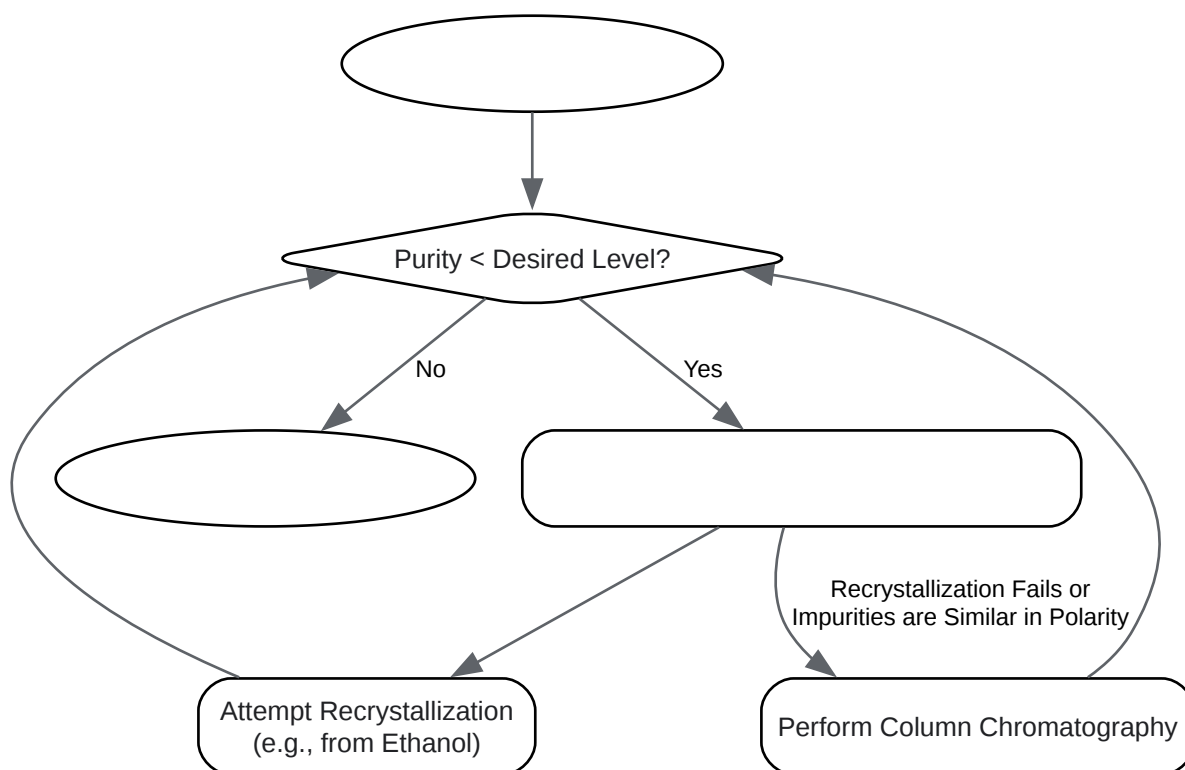 Purity < Desired Level?
No
Yes
Recrystallization Fails or
Impurities are Similar in Polarity
Attempt Recrystallization
(e.g., from Ethanol)
Perform Column Chromatography